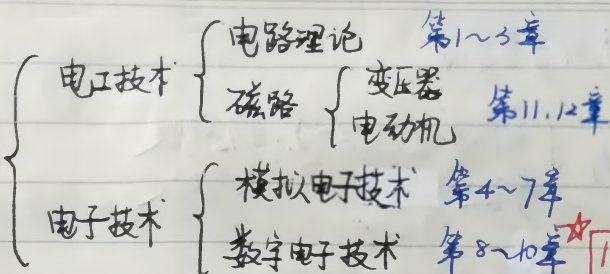 电路理论 第1~3章
电工技术
磁路 变压器
电动机 第11.12章
模拟电子技术 第4~7章
电子技术
数字电子技术 第8~10章